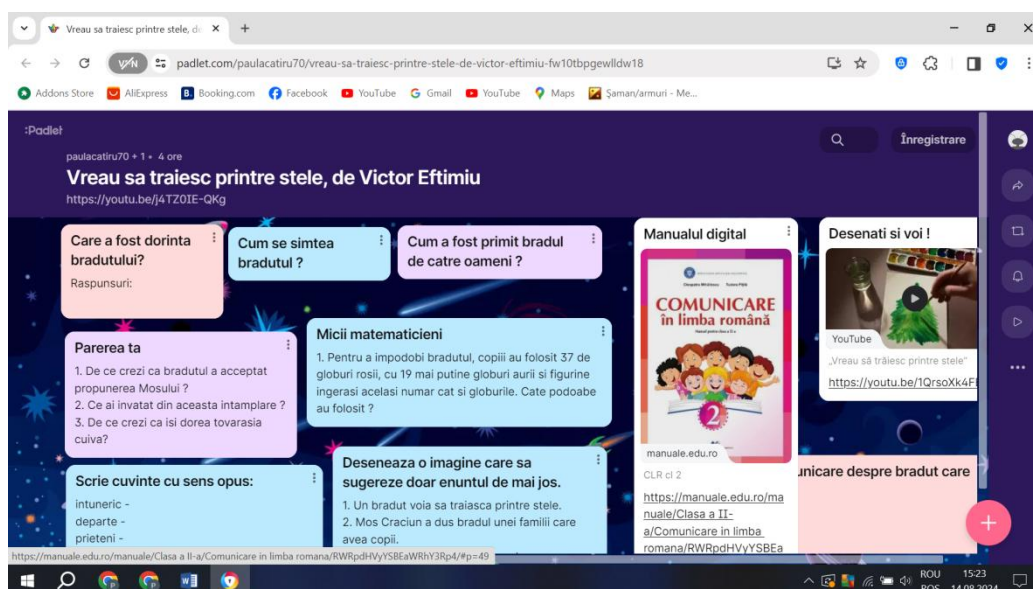 Vreau sa traiesc printre stele, de
padlet.com/paulacatiru70/vreau-sa-traiesc-printre-stele-de-victor-eftimiu-fw10tbpgewlldw18
Addons Store AliExpress Booking.com Facebook YouTube Gmail YouTube Maps Șaman/armuri - Me...
:Padlet
Înregistrare
paulacatiru70 + 1 • 4 ore
Vreau sa traiesc printre stele, de Victor Eftimiu
https://youtu.be/j4TZ0IE-QKg
Care a fost dorinta
bradutului?
Raspunsuri:
Cum se simtea
bradutul ?
Cum a fost primit bradul
de catre oameni ?
Parerea ta
1. De ce crezi ca bradutul a acceptat
propunerea Mosului ?
2. Ce ai invatat din aceasta intamplare ?
3. De ce crezi ca isi dorea tovarasia
cuiva?
Micii matematicieni
1. Pentru a impodobi bradutul, copiii au folosit 37 de
globuri rosii, cu 19 mai putine globuri aurii si figurine
ingerasi acelasi numar cat si globurile. Cate podoabe
au folosit ?
Scrie cuvinte cu sens opus:
intuneric -
departe -
prieteni -
Deseneaza o imagine care sa
sugereze doar enuntul de mai jos.
1. Un bradut voia sa traiasca printre stele.
2. Mos Craciun a dus bradul unei familii care
avea copii.
Manualul digital
COMUNICARE
în limba română
2
manuale.edu.ro
CLR cl 2
https://manuale.edu.ro/ma
nuale/Clasa a II-
a/Comunicare in limba
romana/RWRpdHVyYSBEa
Desenati si voi !
YouTube
„Vreau să trăiesc printre stele"
https://youtu.be/1QrsoXk4F
unicare despre bradut care
https://manuale.edu.ro/manuale/Clasa a II-a/Comunicare in limba romana/RWRpdHVyYSBEaWRhY3Rp4/#p=49
ROU
ROS
15:23
14.08.2024